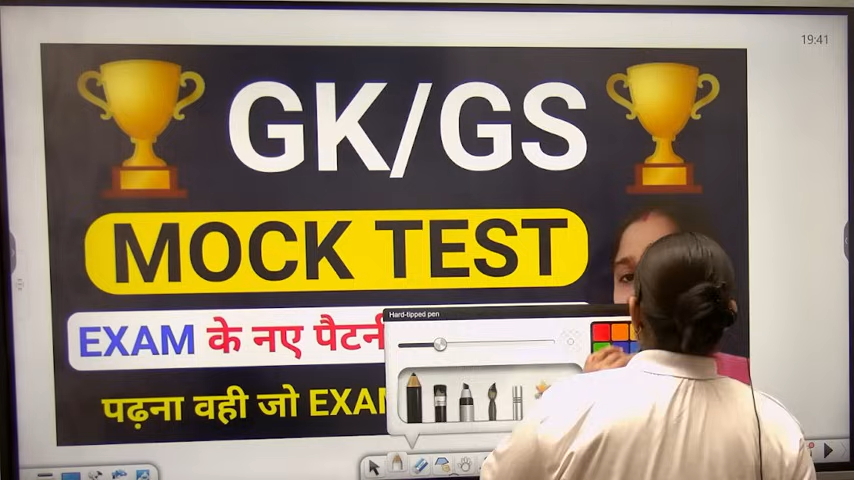 19:41
GK/GS
MOCK TEST
EXAM के नए पैटर्न
Hard-tipped pen
पढ़ना वही जो EXAM